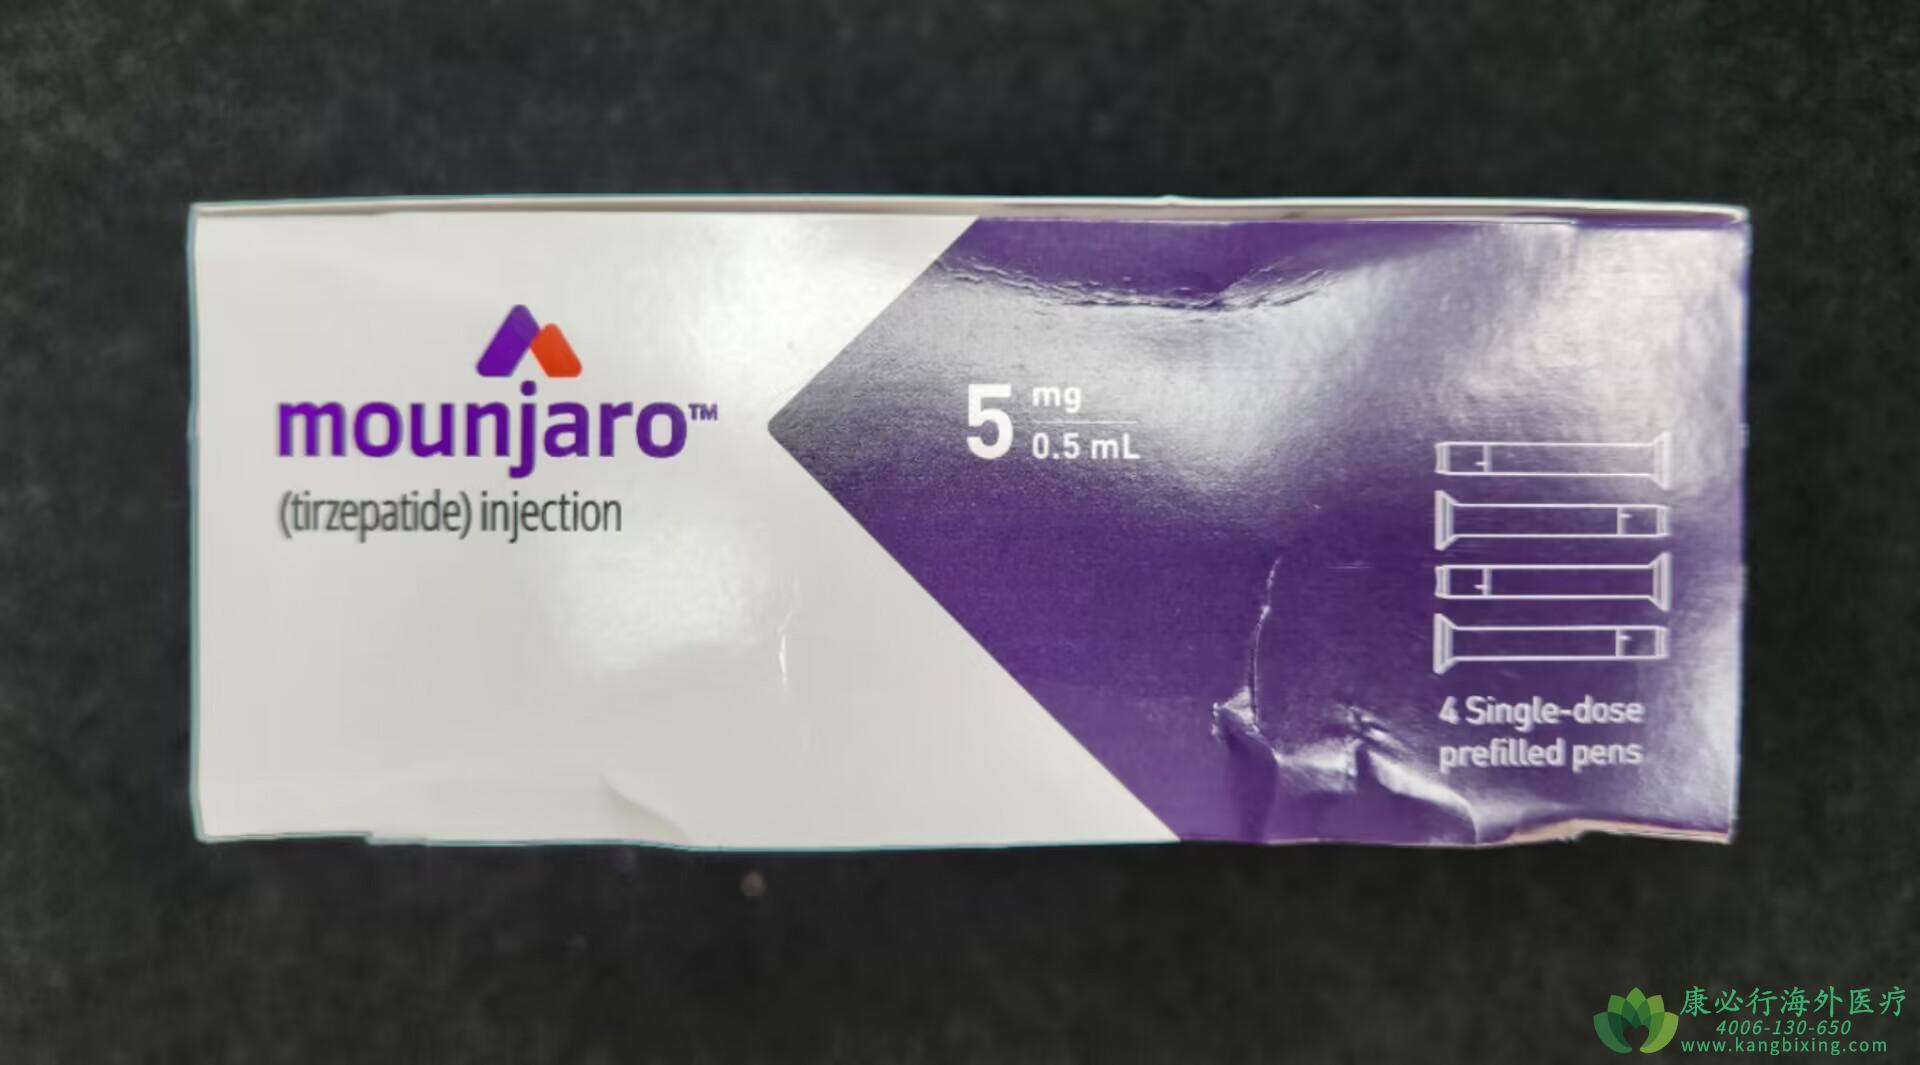 mounjaro™
(tirzepatide) injection
5 mg
0.5 mL
4 Single-dose
prefilled pens
康必行海外医疗
4006-130-650
www.kangbixing.com